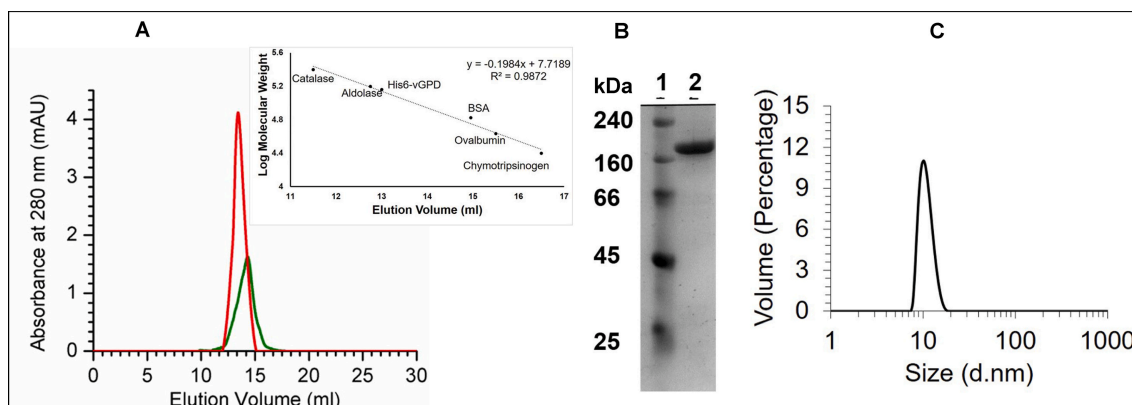 A
B
C
Absorbance at 280 nm (mAU)
4
3
2
1
0
0 5 10 15 20 25 30
Elution Volume (ml)
Log Molecular Weight
5.6
5.2
4.8
4.4
4
11 12 13 14 15 16 17
Elution Volume (ml)
y = -0.1984x + 7.7189
R² = 0.9872
Catalase
Aldolase
His6-vGPD
BSA
Ovalbumin
Chymotripsinogen
kDa 1 2
240
160
66
45
25
Volume (Percentage)
15
12
9
6
3
0
1 10 100 1000
Size (d.nm)